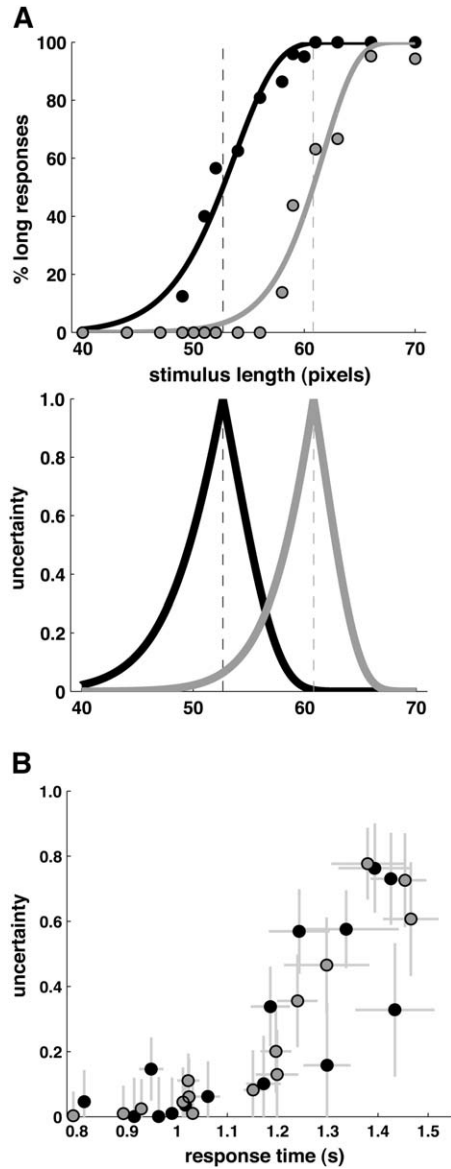 A
100
80
60
40
20
0
% long responses
40 50 60 70
stimulus length (pixels)
1.0
0.8
0.6
0.4
0.2
0
uncertainty
40 50 60 70
B
1.0
0.8
0.6
0.4
0.2
0
uncertainty
0.8 0.9 1 1.1 1.2 1.3 1.4 1.5
response time (s)